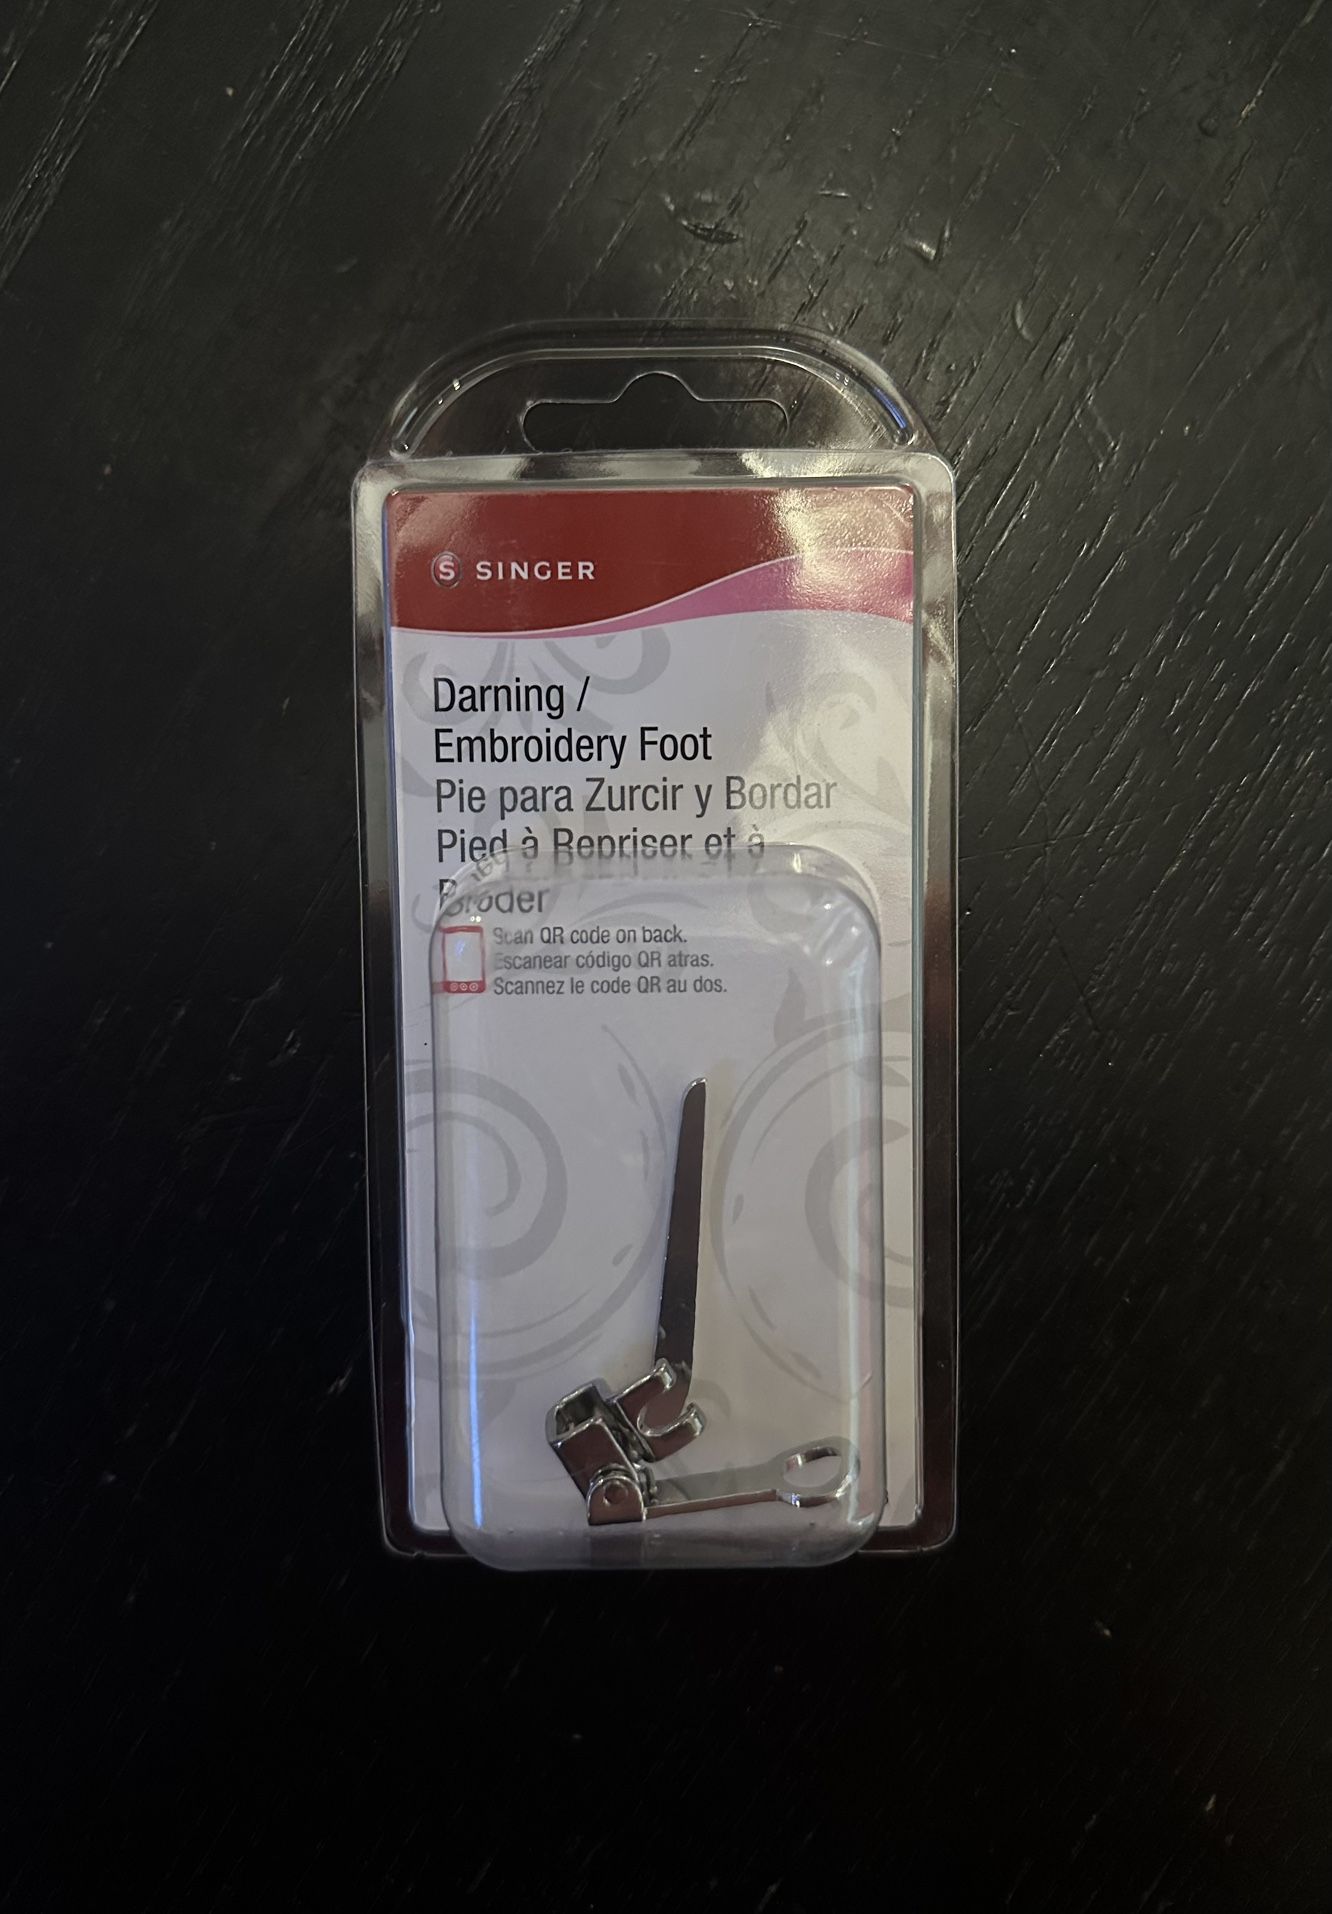 S SINGER
Darning /
Embroidery Foot
Pie para Zurcir y Bordar
Pied à Repriser et à
Broder
Scan QR code on back.
Escanear código QR atras.
Scannez le code QR au dos.